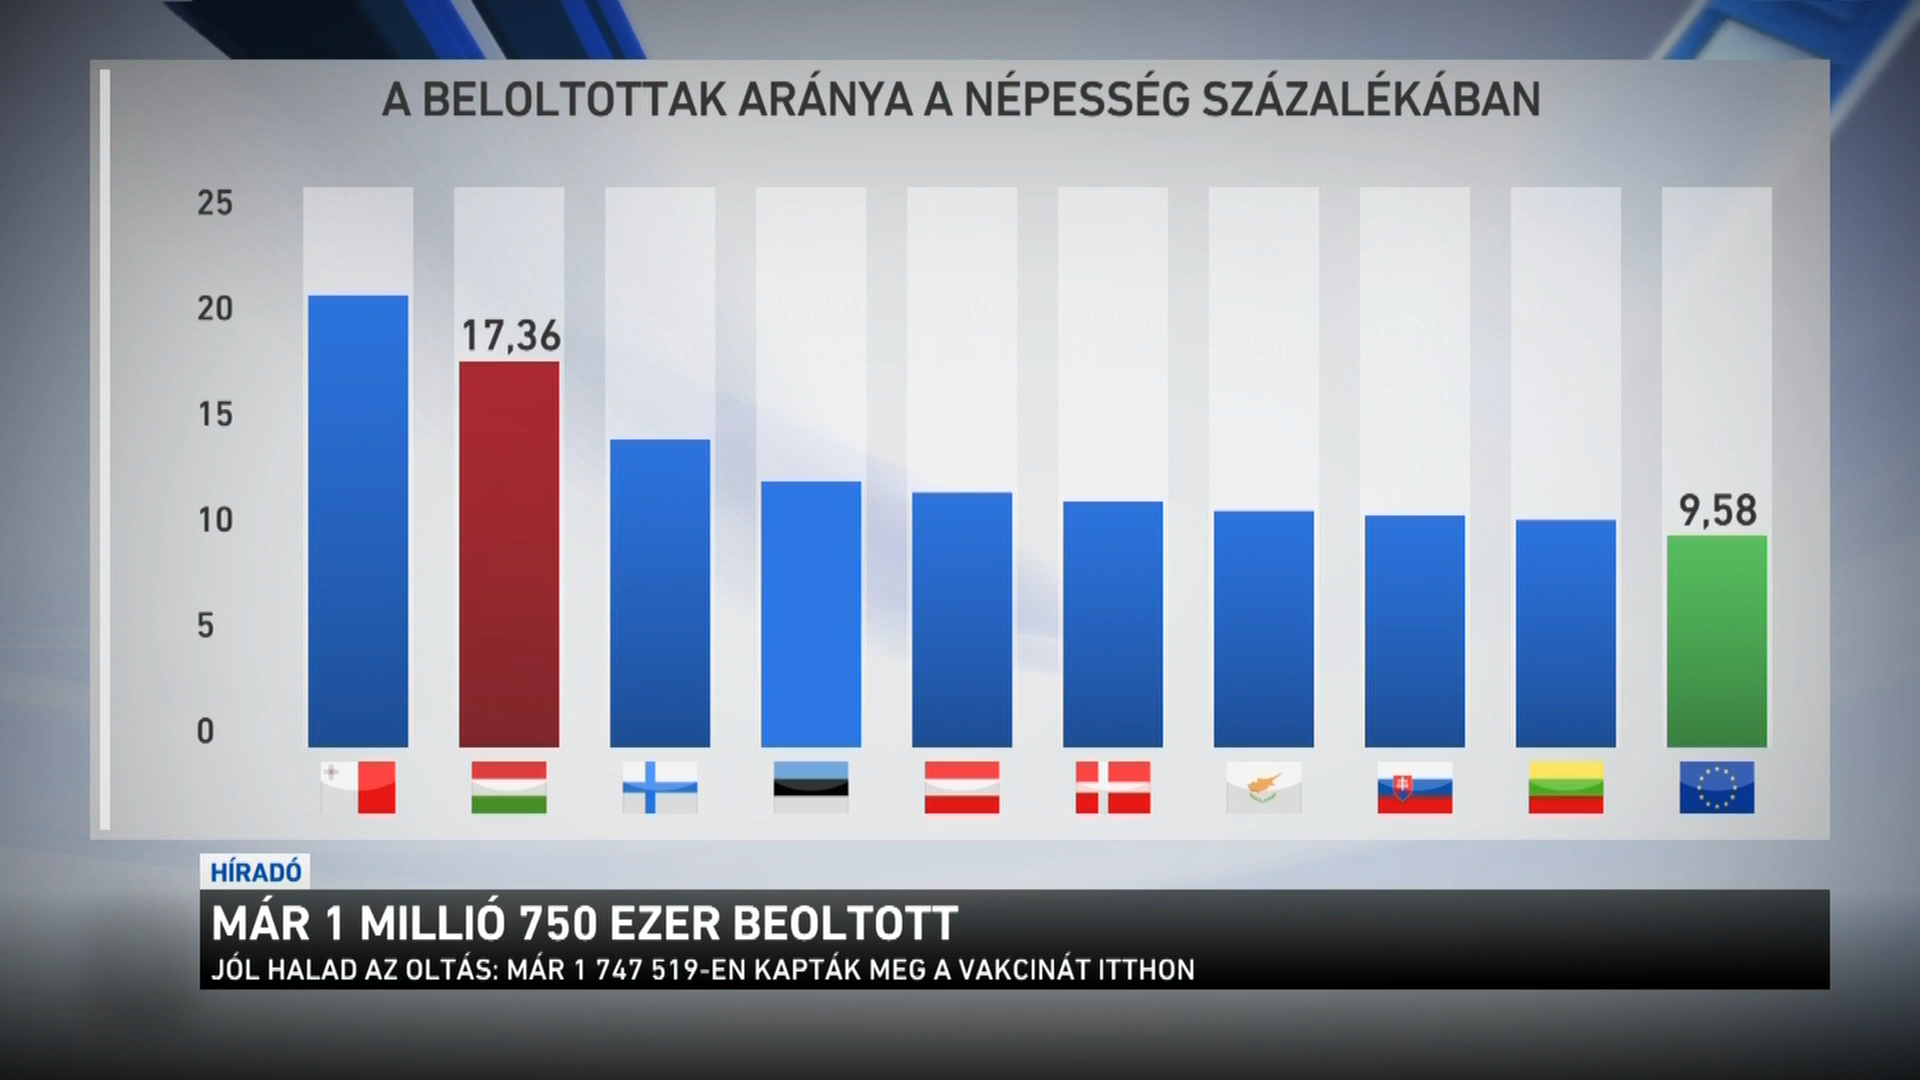 A BELOLTOTTAK ARÁNYA A NÉPESSÉG SZÁZALÉKÁBAN
25
20
15
10
5
0
17,36
9,58
HÍRADÓ
MÁR 1 MILLIÓ 750 EZER BEOLTOTT
JÓL HALAD AZ OLTÁS: MÁR 1 747 519-EN KAPTÁK MEG A VAKCINÁT ITTHON